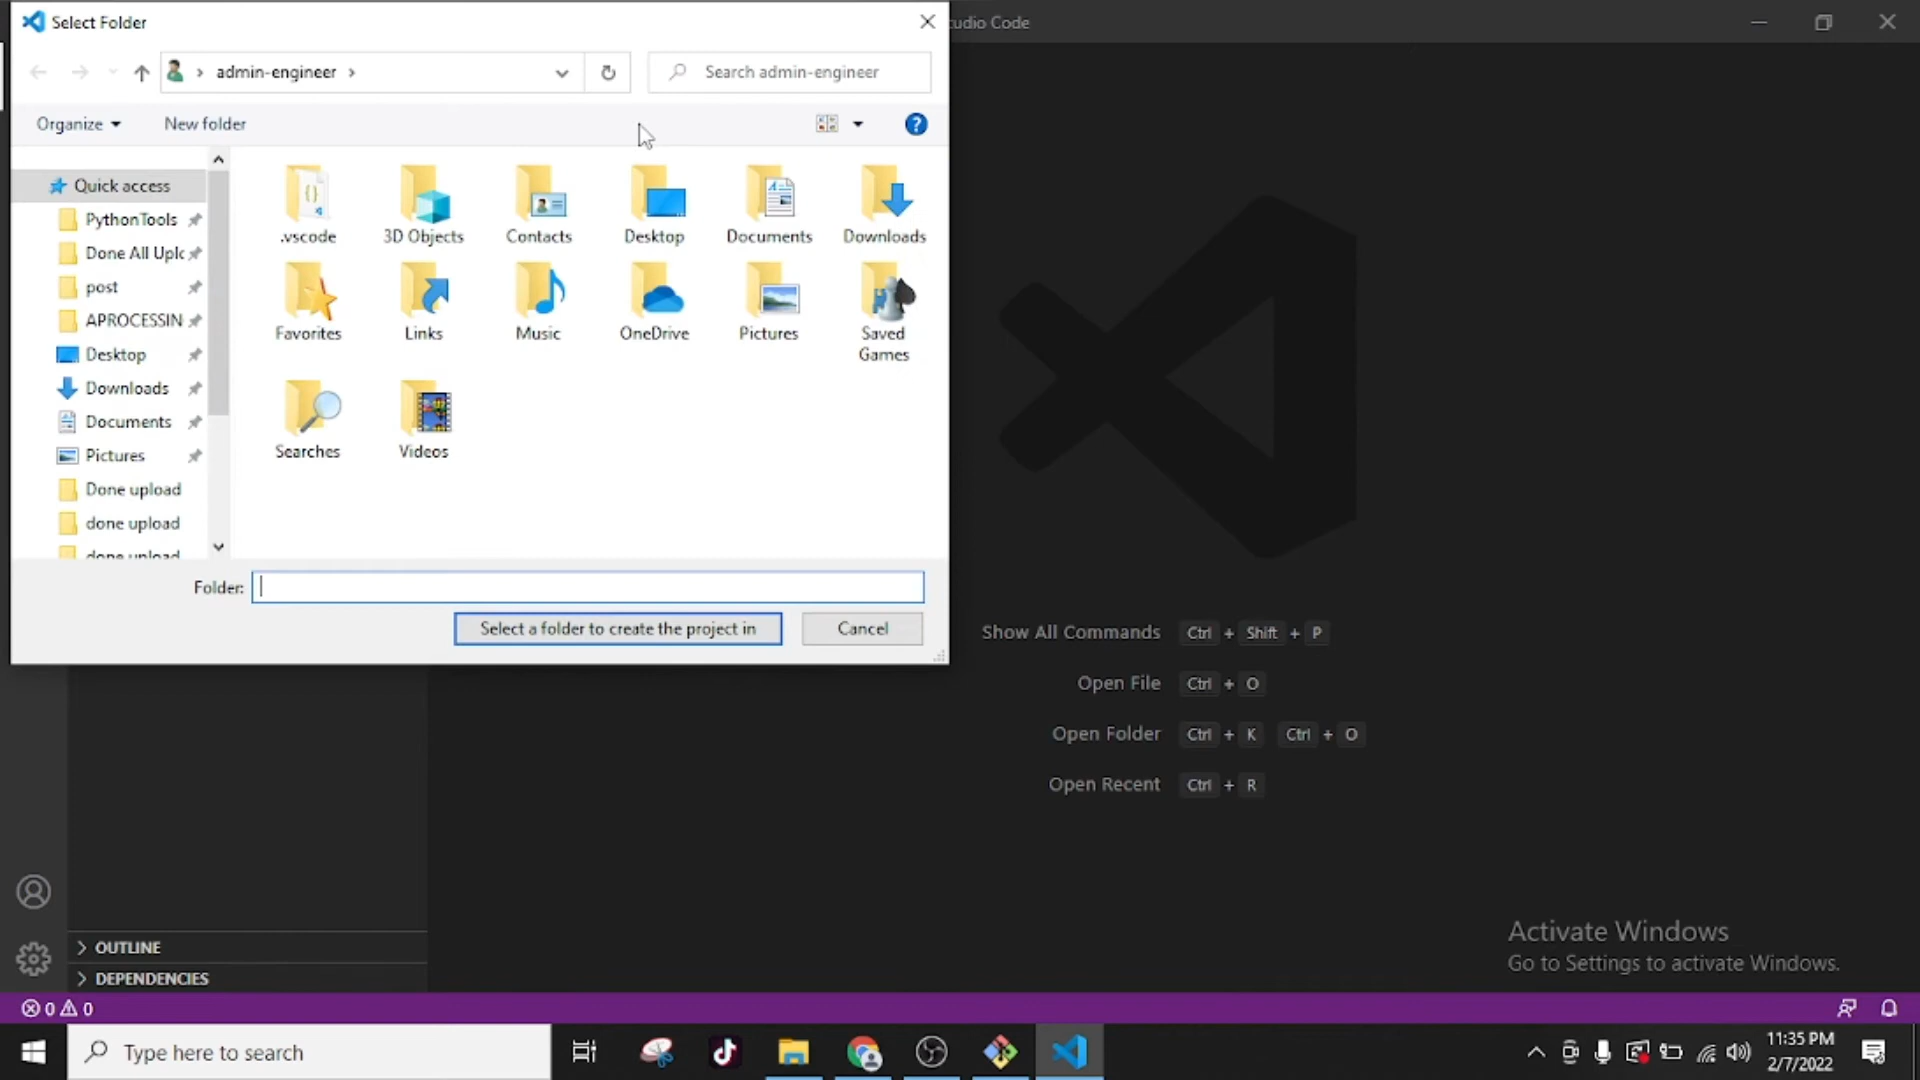 Select Folder
tudio Code
admin-engineer
Search admin-engineer
Organize
New folder
Quick access
PythonTools
Done All Uplc
post
APROCESSIN
Desktop
Downloads
Documents
Pictures
Done upload
done upload
done upload
.vscode
3D Objects
Contacts
Desktop
Documents
Downloads
Favorites
Links
Music
OneDrive
Pictures
Saved
Games
Searches
Videos
Folder:
Select a folder to create the project in
Cancel
Show All Commands Ctrl + Shift + P
Open File Ctrl + O
Open Folder Ctrl + K Ctrl + O
Open Recent Ctrl + R
OUTLINE
DEPENDENCIES
Activate Windows
Go to Settings to activate Windows.
0 0
Type here to search
11:35 PM
2/7/2022